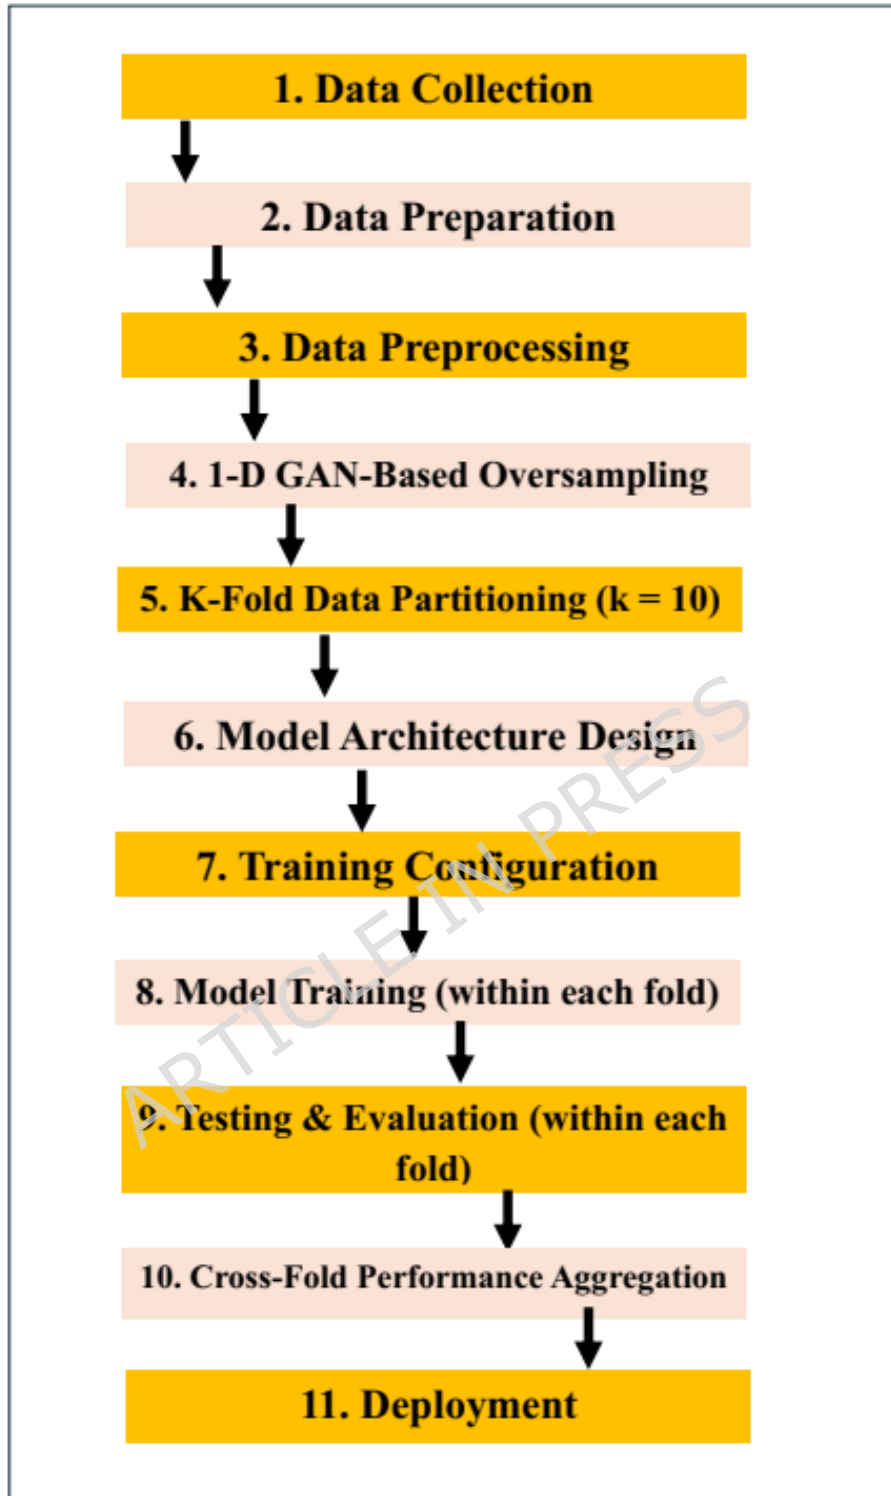 1. Data Collection
2. Data Preparation
3. Data Preprocessing
4. 1-D GAN-Based Oversampling
5. K-Fold Data Partitioning (k = 10)
6. Model Architecture Design
7. Training Configuration
8. Model Training (within each fold)
9. Testing & Evaluation (within each
fold)
10. Cross-Fold Performance Aggregation
11. Deployment
ARTICLE IN PRESS